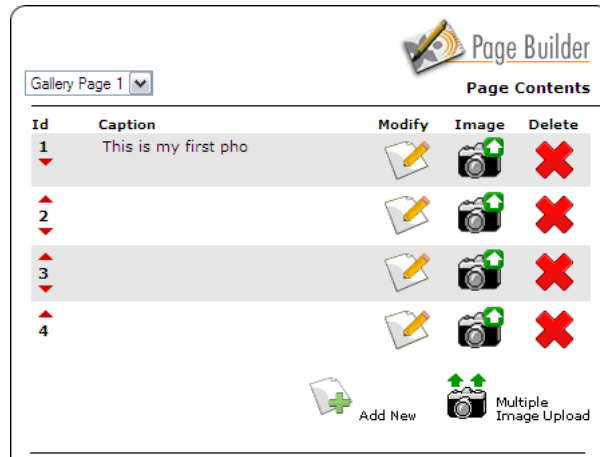 Page Builder
Gallery Page 1
Page Contents
Id Caption Modify Image Delete
1 This is my first pho
2
3
4
Add New
Multiple
Image Upload